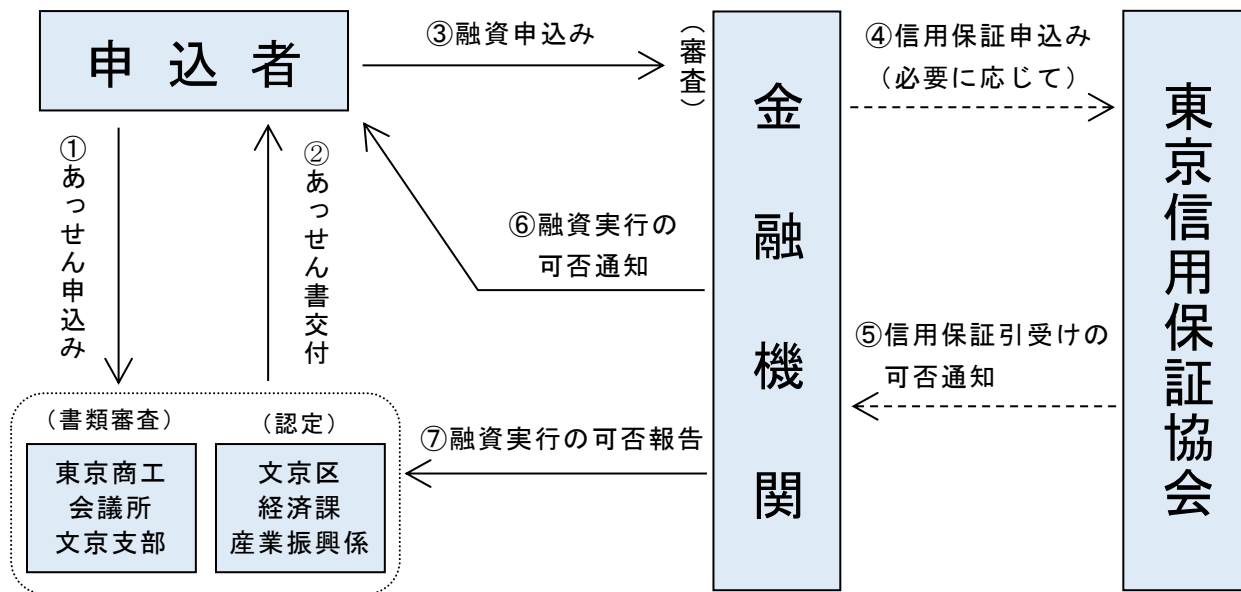 申込者
③融資申込み
（審査）
金融機関
④信用保証申込み
（必要に応じて）
東京信用保証協会
①あっせん申込み
②あっせん書交付
⑥融資実行の
可否通知
⑤信用保証引受けの
可否通知
⑦融資実行の可否報告
（書類審査）
東京商工
会議所
文京支部
（認定）
文京区
経済課
産業振興係